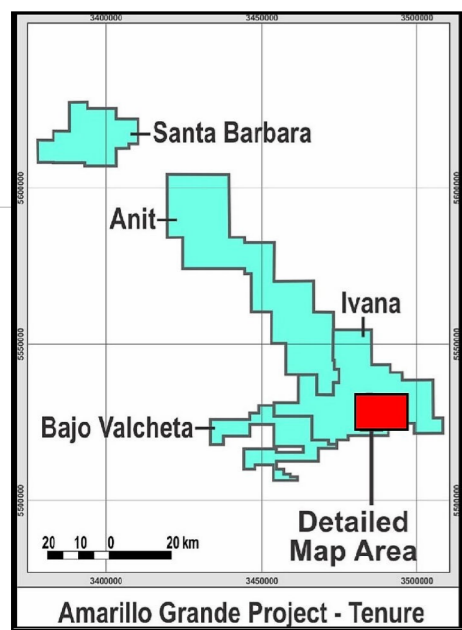 3400000 3450000 3500000
Santa Barbara
5600000 5600000
Anit
Ivana
5550000 5550000
Bajo Valcheta
Detailed
Map Area
5500000 5500000
20 10 0 20 km
3400000 3450000 3500000
Amarillo Grande Project - Tenure